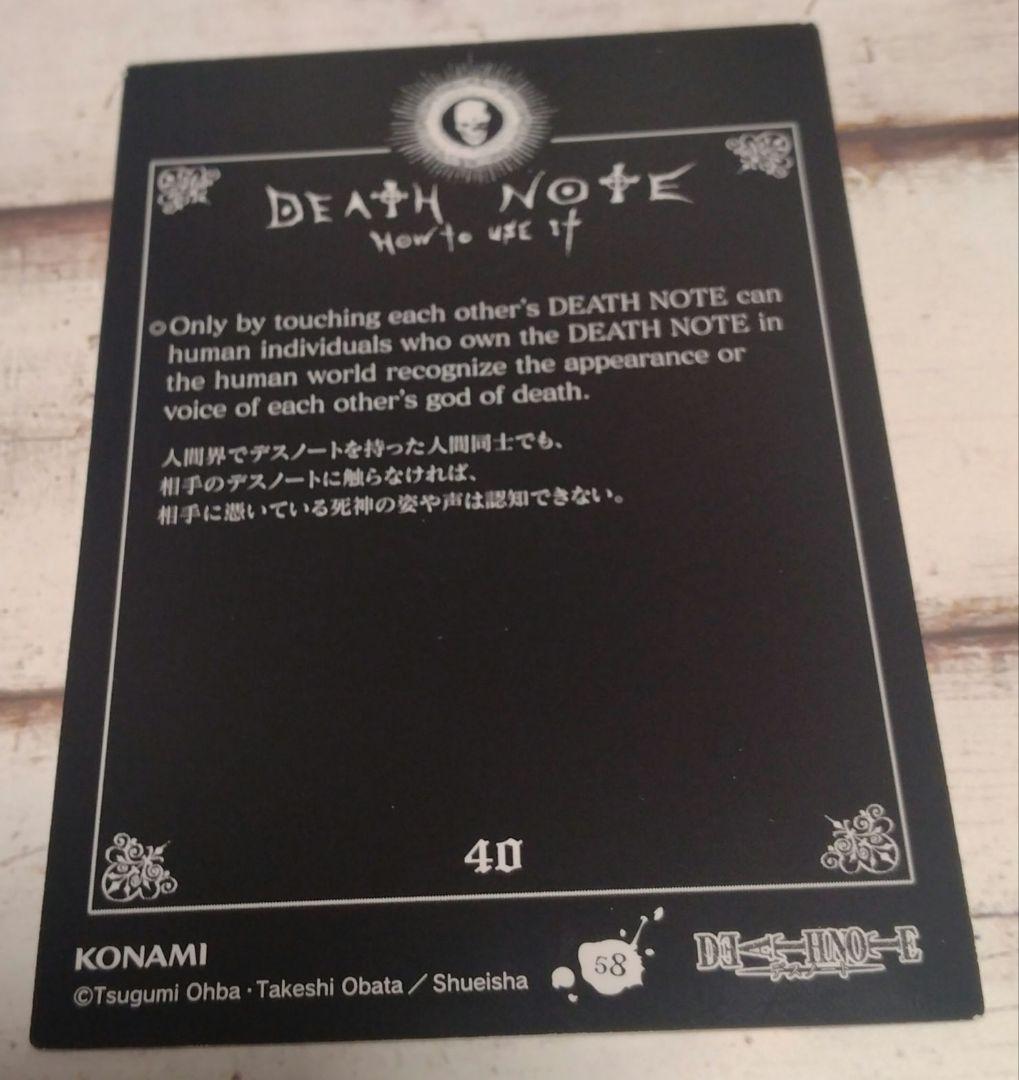 DEATH NOTE
How to use it
Only by touching each other's DEATH NOTE can
human individuals who own the DEATH NOTE in
the human world recognize the appearance or
voice of each other's god of death.
人間界でデスノートを持った人間同士でも、
相手のデスノートに触らなければ、
相手に憑いている死神の姿や声は認知できない。
40
KONAMI
©Tsugumi Ohba・Takeshi Obata／Shueisha
58
DEATH NOTE
デスノート